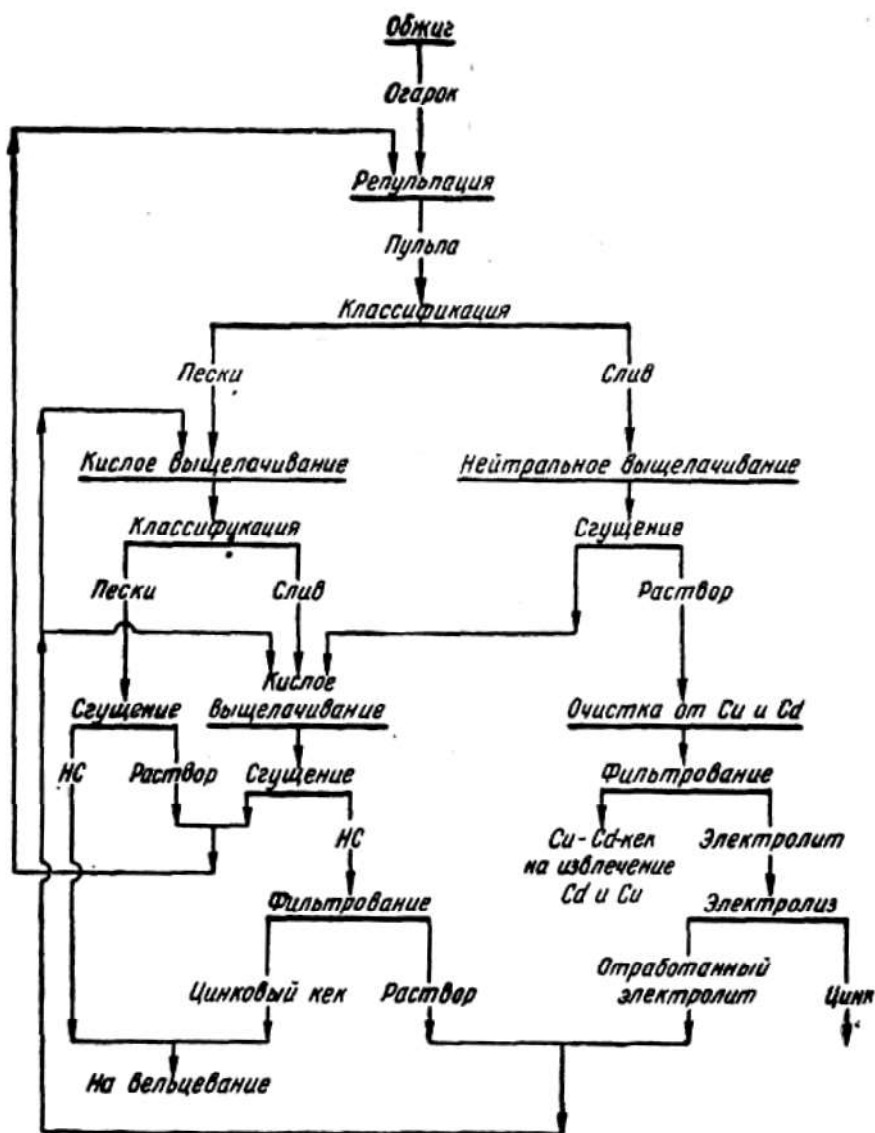 Обжиг
Огарок
Репульпация
Пульпа
Классификация
Пески
Слив
Кислое выщелачивание
Нейтральное выщелачивание
Классифукация
Сгущение
Пески
Слив
Раствор
Кислое
выщелачивание
Сгущение
Очистка от Cu и Cd
НС
Раствор
Сгущение
Фильтрование
НС
Cu-Cd-кек
на извлечение
Cd и Cu
Электролит
Фильтрование
Электролиз
Цинковый кек
Раствор
Отработанный
электролит
Цинк
На вельцевание